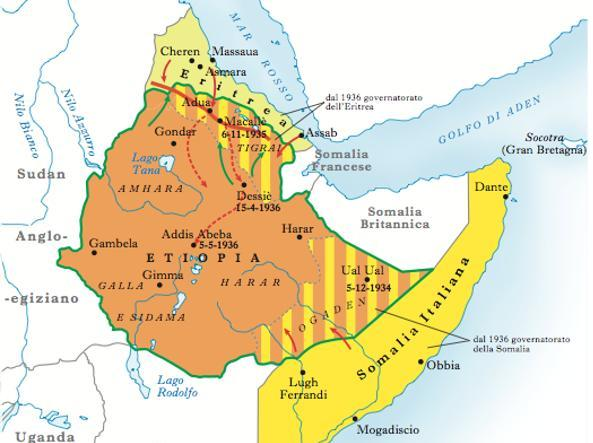 MAR ROSSO
Cheren
Massaua
Asmara
Eritrea
dal 1936 governatorato
dell'Eritrea
Nilo Bianco
Nilo Azzurro
Adua
Macallè
6-11-1935
TIGRAI
Assab
GOLFO DI ADEN
Socotra
(Gran Bretagna)
Gondar
Lago
Tana
AMHARA
Somalia
Francese
Sudan
Dessiè
15-4-1936
Dante
Somalia
Britannica
Anglo-
-egiziano
Gambela
Addis Abeba
5-5-1936
Harar
ETIOPIA
Gimma
GALLA
E SIDAMA
HARAR
Ual Ual
5-12-1934
OGADEN
Somalia Italiana
dal 1936 governatorato
della Somalia
Obbia
Lago
Rodolfo
Lugh
Ferrandi
Mogadiscio
Uganda